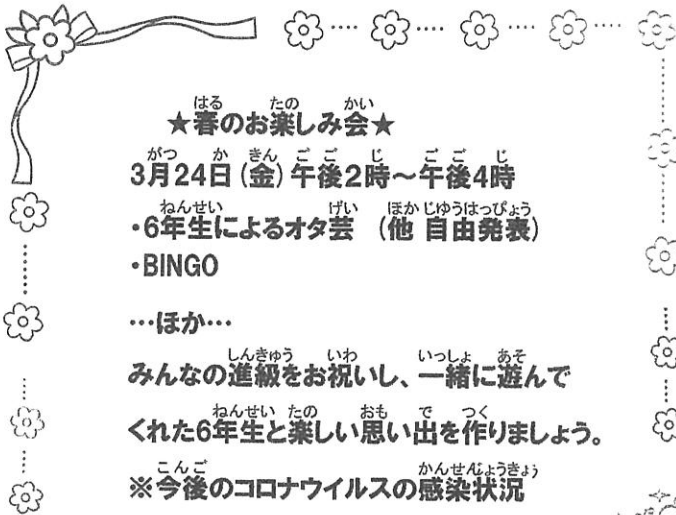 ★春のお楽しみ会★
3月24日(金)午後2時~午後4時
・6年生によるオタ芸 (他 自由発表)
・BINGO
…ほか…
みんなの進級をお祝いし、一緒に遊んで
くれた6年生と楽しい思い出を作りましょう。
※今後のコロナウイルスの感染状況